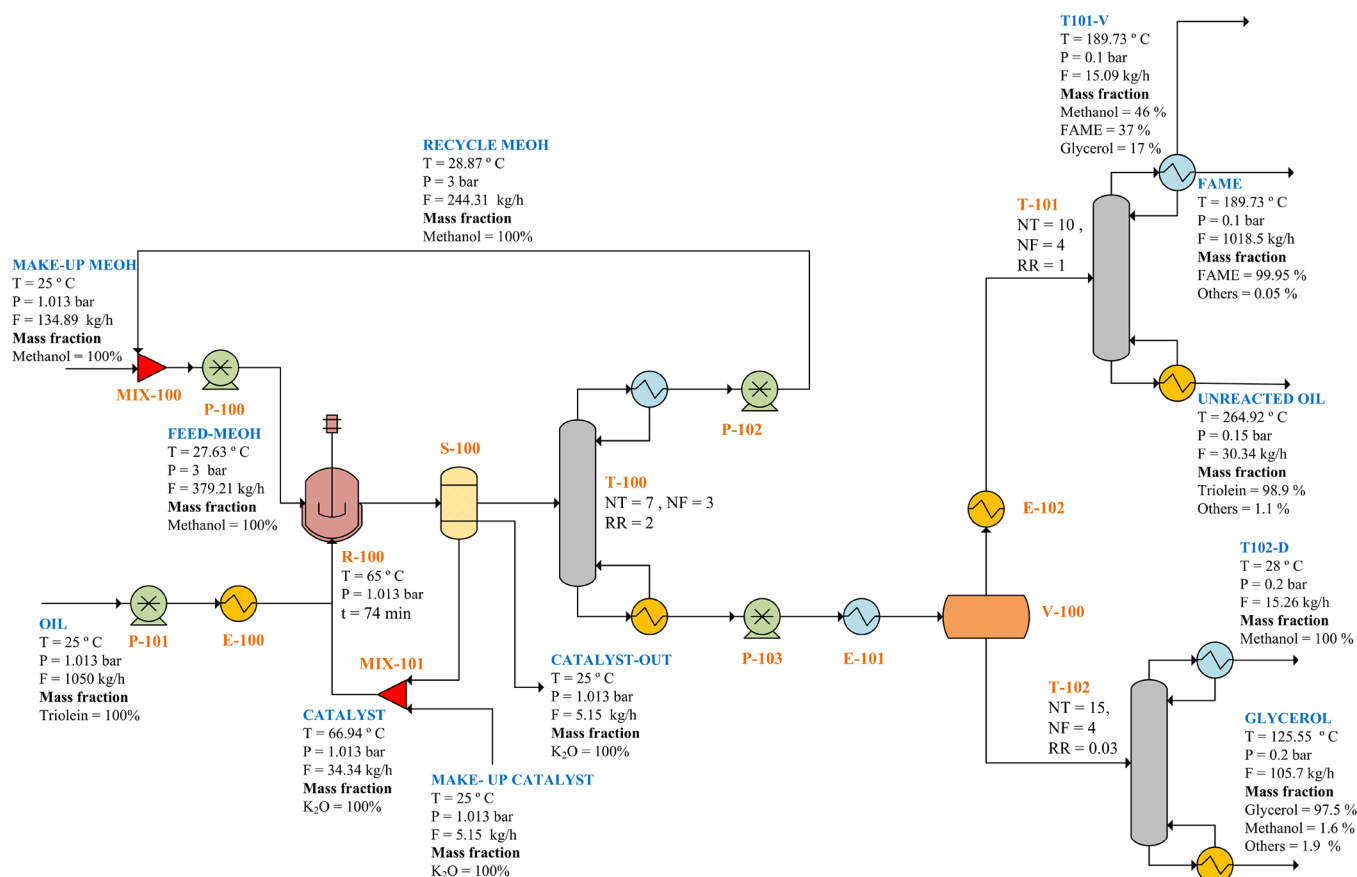 T101-V
T = 189.73 º C
P = 0.1 bar
F = 15.09 kg/h
Mass fraction
Methanol = 46 %
FAME = 37 %
Glycerol = 17 %
RECYCLE MEOH
T = 28.87 º C
P = 3 bar
F = 244.31 kg/h
Mass fraction
Methanol = 100%
FAME
T = 189.73 º C
P = 0.1 bar
F = 1018.5 kg/h
Mass fraction
FAME = 99.95 %
Others = 0.05 %
T-101
NT = 10 ,
NF = 4
RR = 1
MAKE-UP MEOH
T = 25 º C
P = 1.013 bar
F = 134.89 kg/h
Mass fraction
Methanol = 100%
MIX-100
P-100
P-102
UNREACTED OIL
T = 264.92 º C
P = 0.15 bar
F = 30.34 kg/h
Mass fraction
Triolein = 98.9 %
Others = 1.1 %
FEED-MEOH
T = 27.63 º C
P = 3 bar
F = 379.21 kg/h
Mass fraction
Methanol = 100%
S-100
T-100
NT = 7 , NF = 3
RR = 2
E-102
R-100
T = 65 º C
P = 1.013 bar
t = 74 min
T102-D
T = 28 º C
P = 0.2 bar
F = 15.26 kg/h
Mass fraction
Methanol = 100 %
OIL
T = 25 º C
P = 1.013 bar
F = 1050 kg/h
Mass fraction
Triolein = 100%
P-101
E-100
V-100
P-103
E-101
MIX-101
CATALYST-OUT
T = 25 º C
P = 1.013 bar
F = 5.15 kg/h
Mass fraction
K₂O = 100%
T-102
NT = 15,
NF = 4
RR = 0.03
CATALYST
T = 66.94 º C
P = 1.013 bar
F = 34.34 kg/h
Mass fraction
K₂O = 100%
GLYCEROL
T = 125.55 º C
P = 0.2 bar
F = 105.7 kg/h
Mass fraction
Glycerol = 97.5 %
Methanol = 1.6 %
Others = 1.9 %
MAKE- UP CATALYST
T = 25 º C
P = 1.013 bar
F = 5.15 kg/h
Mass fraction
K₂O = 100%